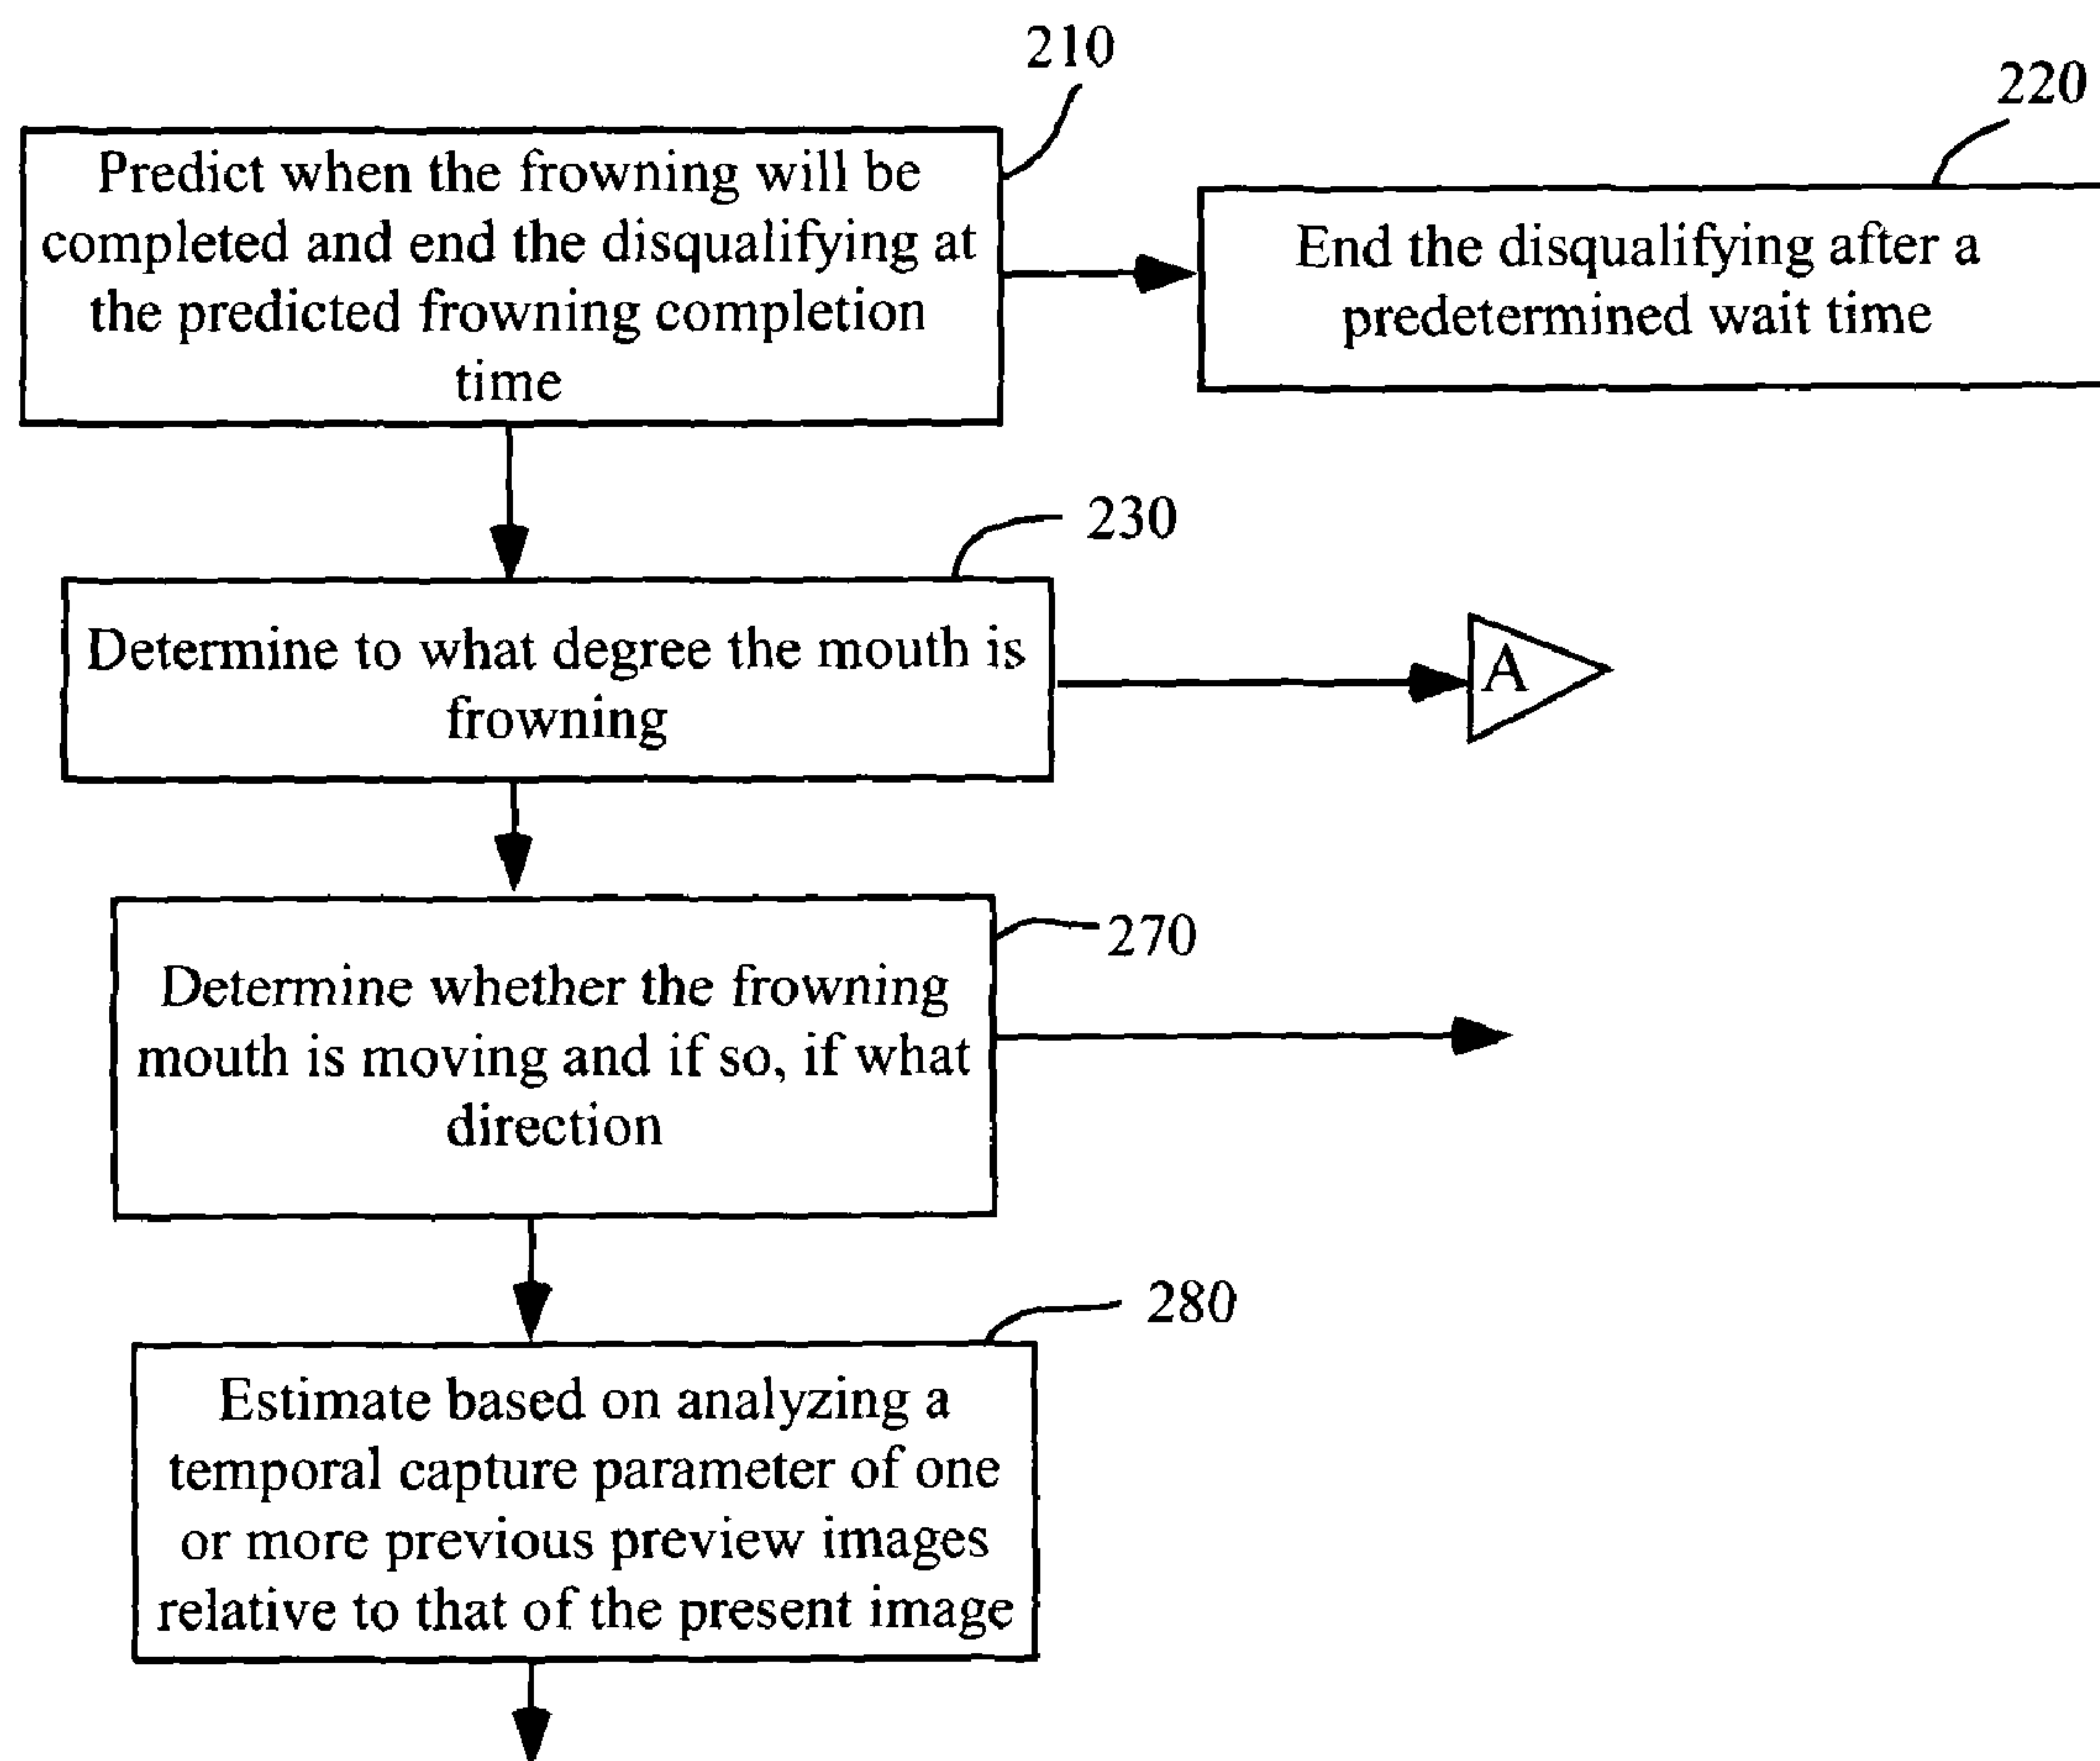 210
220
Predict when the frowning will be
completed and end the disqualifying at
the predicted frowning completion
time
End the disqualifying after a
predetermined wait time
230
Determine to what degree the mouth is
frowning
A
270
Determine whether the frowning
mouth is moving and if so, if what
direction
280
Estimate based on analyzing a
temporal capture parameter of one
or more previous preview images
relative to that of the present image